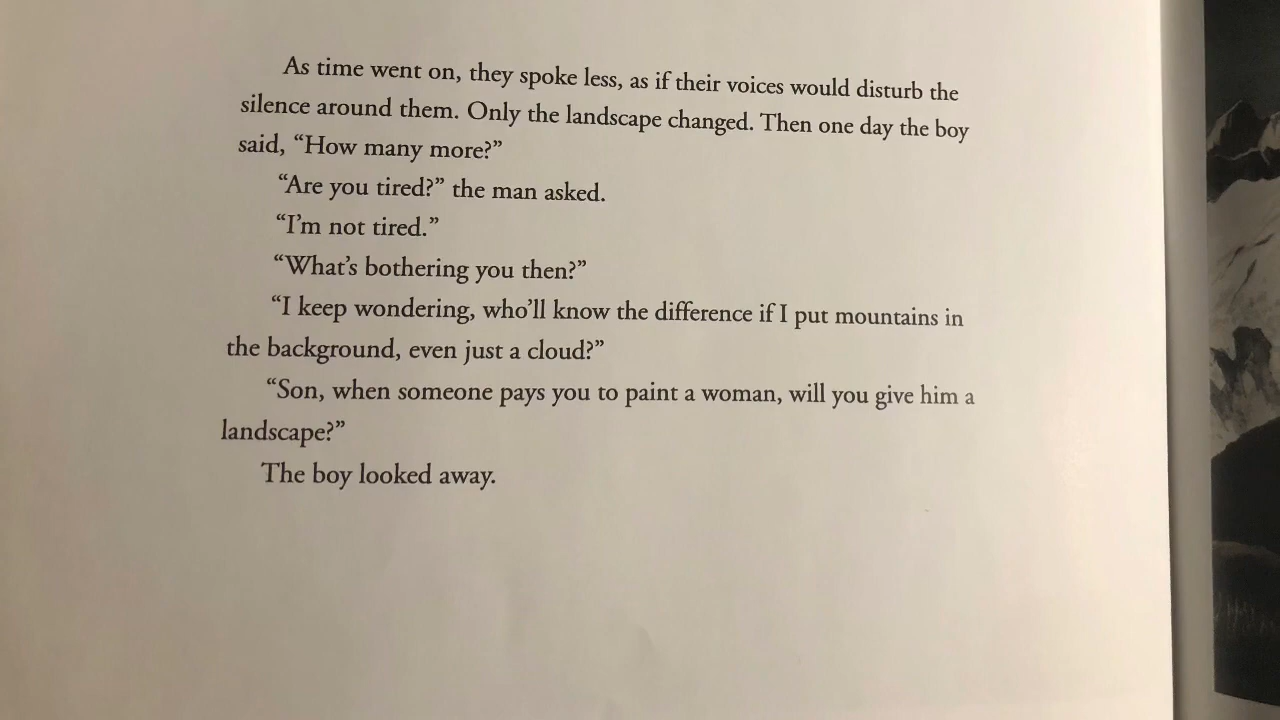 As time went on, they spoke less, as if their voices would disturb the
silence around them. Only the landscape changed. Then one day the boy
said, “How many more?”
“Are you tired?” the man asked.
“I’m not tired.”
“What’s bothering you then?”
“I keep wondering, who’ll know the difference if I put mountains in
the background, even just a cloud?”
“Son, when someone pays you to paint a woman, will you give him a
landscape?”
The boy looked away.